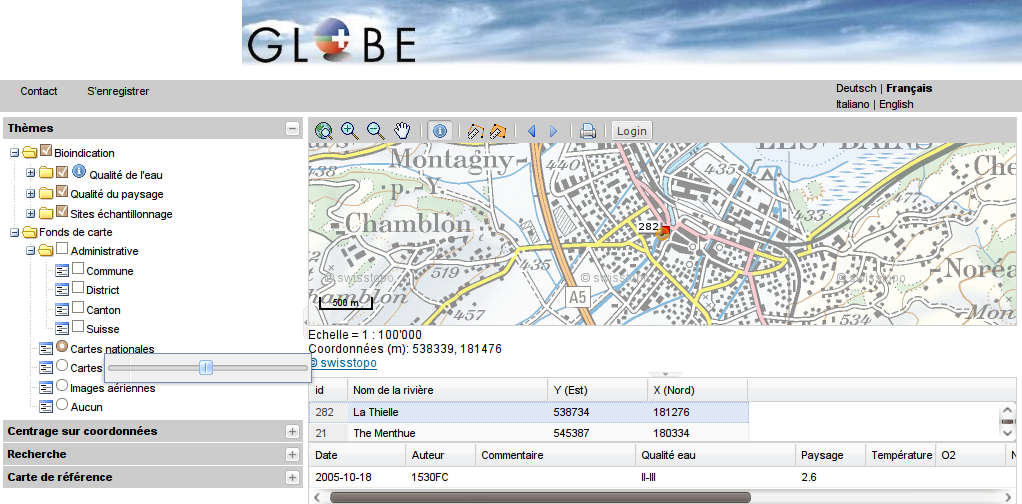 GLOBE
Contact S'enregistrer
Deutsch | Français
Italiano | English
Thèmes
Login
Bioindication
Qualité de l'eau
Qualité du paysage
Sites échantillonnage
Fonds de carte
Administrative
Commune
District
Canton
Suisse
Cartes nationales
Cartes
Images aériennes
Aucun
Centrage sur coordonnées
Recherche
Carte de référence
Montagny-
p.-Y.
440
435
LES BAINS
Che
438
Chamblon
433
282
519
435
Noréa
© swisstopo
© swisstopo
© swisstopo
A5
500 m
457
534
Echelle = 1 : 100'000
Coordonnées (m): 538339, 181476
© swisstopo
id Nom de la rivière Y (Est) X (Nord)
282 La Thielle 538734 181276
21 The Menthue 545387 180334
Date Auteur Commentaire Qualité eau Paysage Température O2 N
2005-10-18 1530FC II-III 2.6